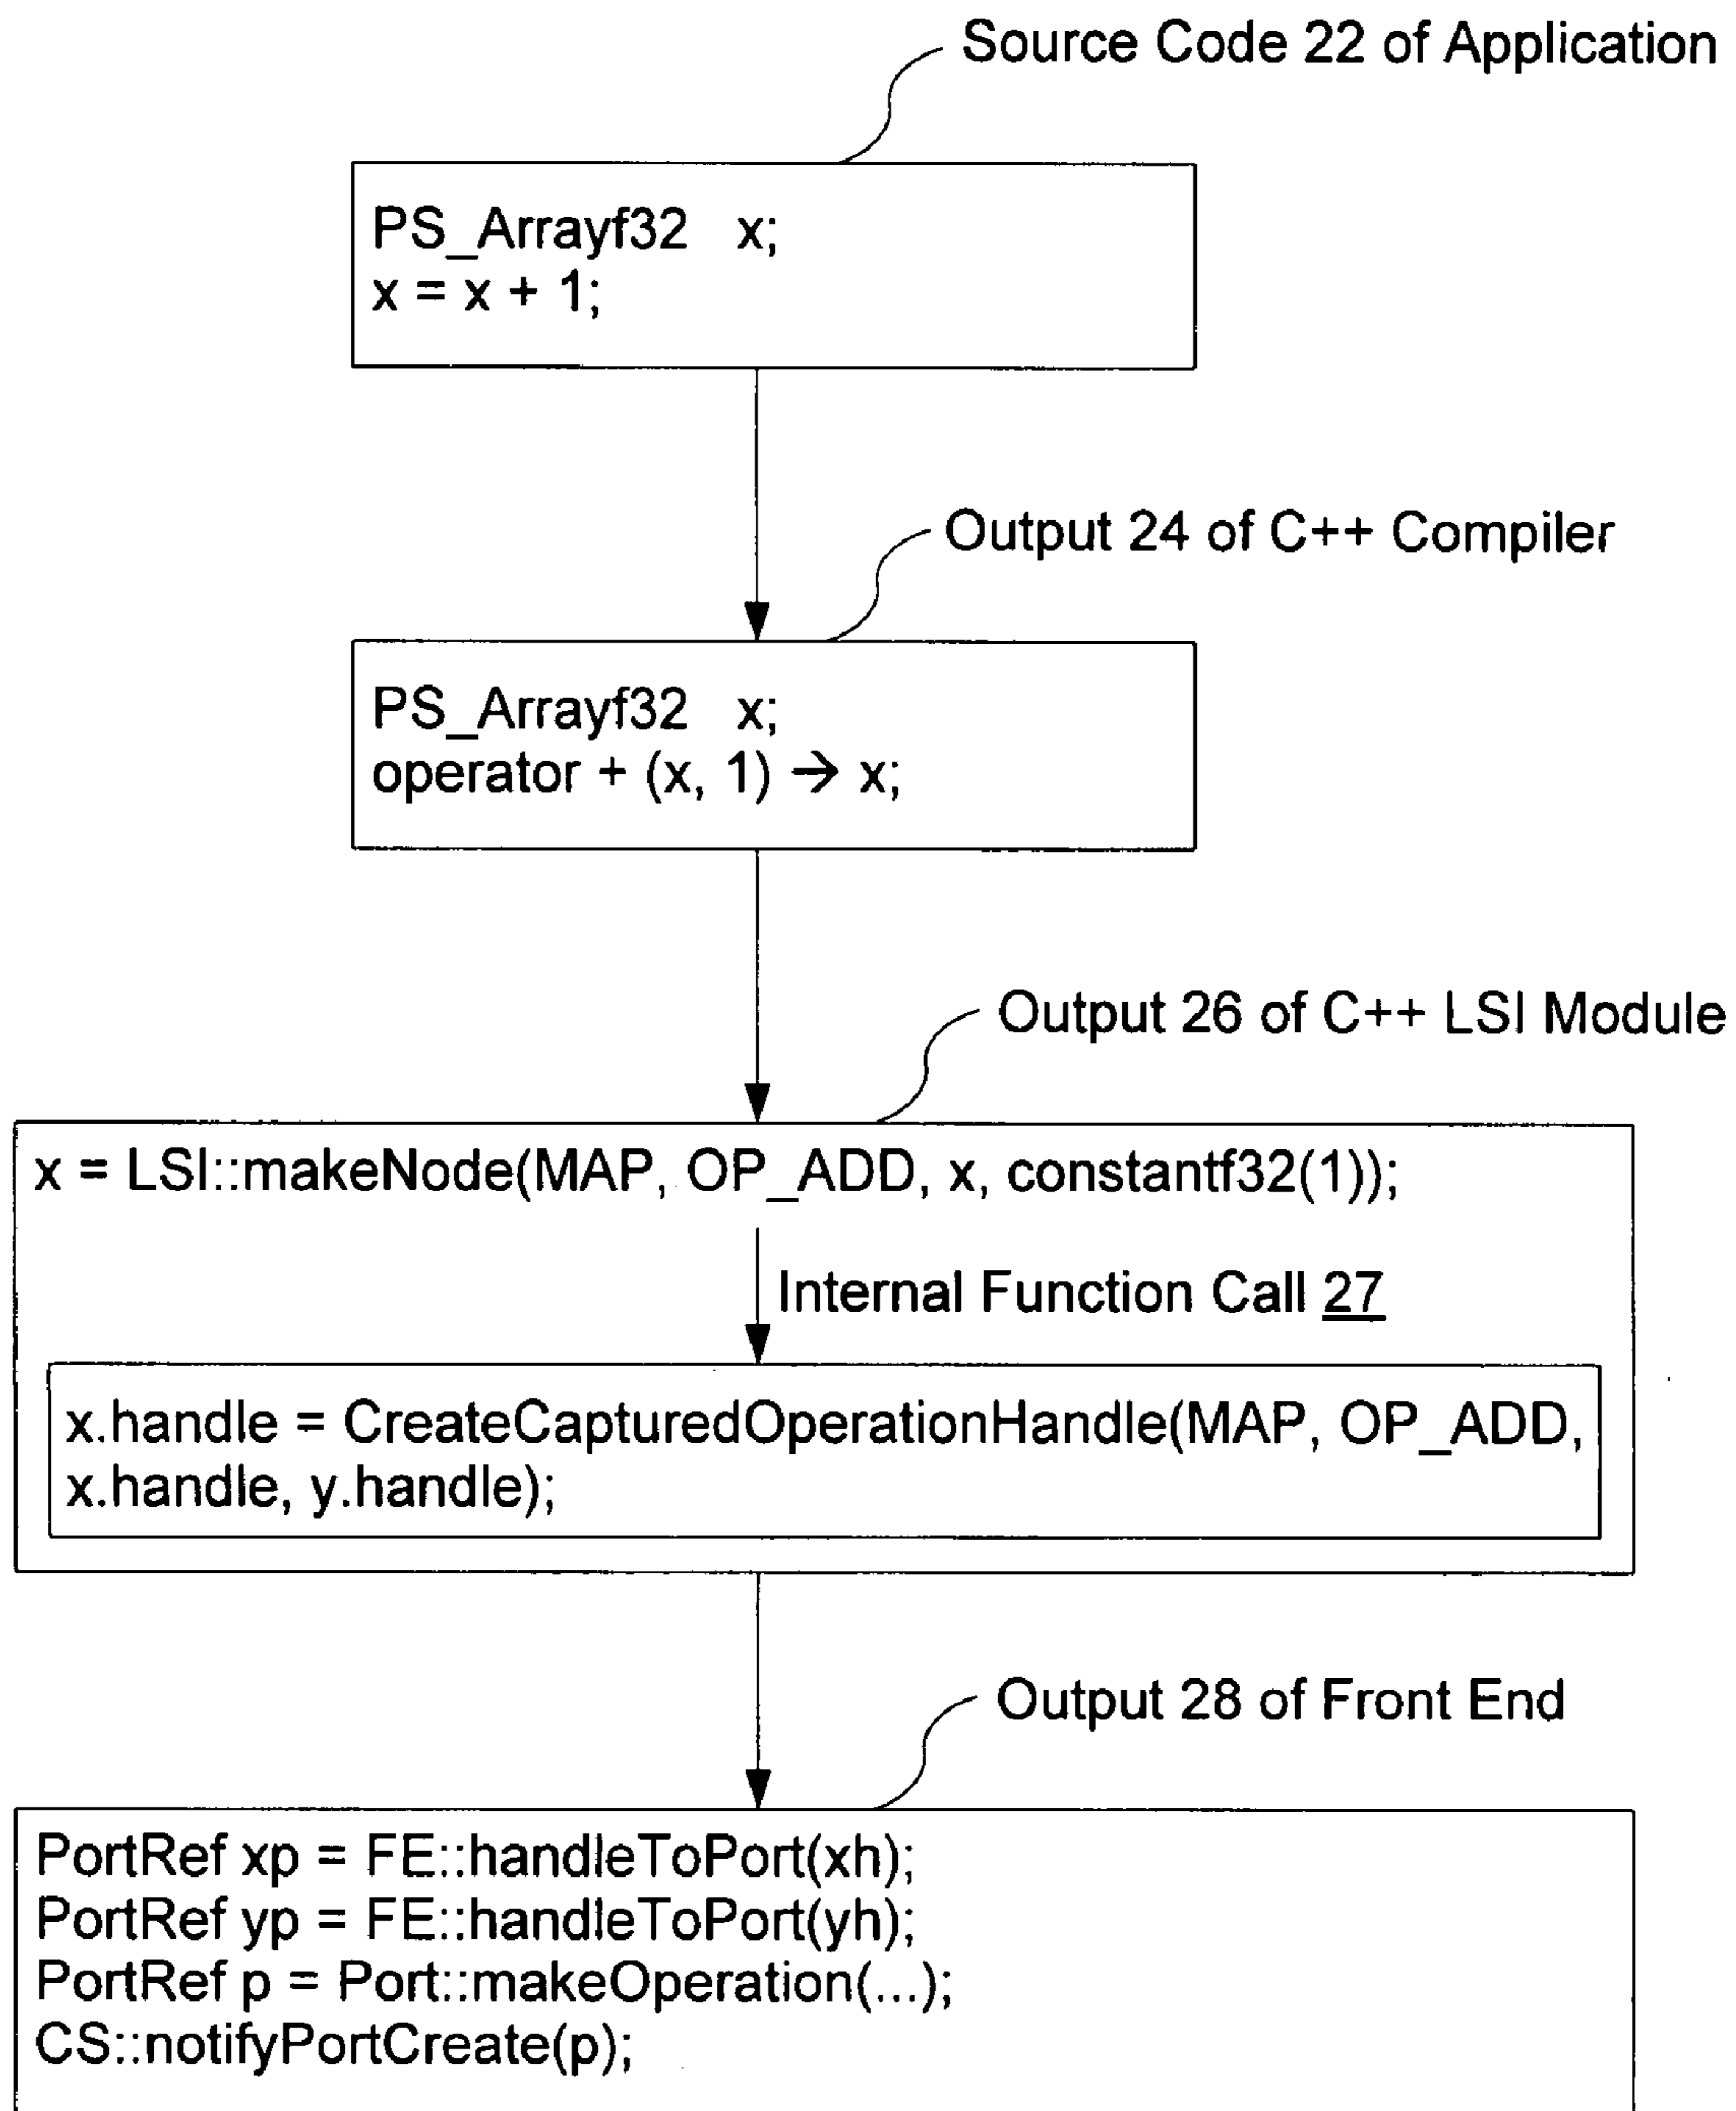 Source Code 22 of Application
PS_Arrayf32 x;
x = x + 1;
Output 24 of C++ Compiler
PS_Arrayf32 x;
operator + (x, 1) → x;
Output 26 of C++ LSI Module
x = LSI::makeNode(MAP, OP_ADD, x, constantf32(1));
Internal Function Call 27
x.handle = CreateCapturedOperationHandle(MAP, OP_ADD,
x.handle, y.handle);
Output 28 of Front End
PortRef xp = FE::handleToPort(xh);
PortRef yp = FE::handleToPort(yh);
PortRef p = Port::makeOperation(...);
CS::notifyPortCreate(p);